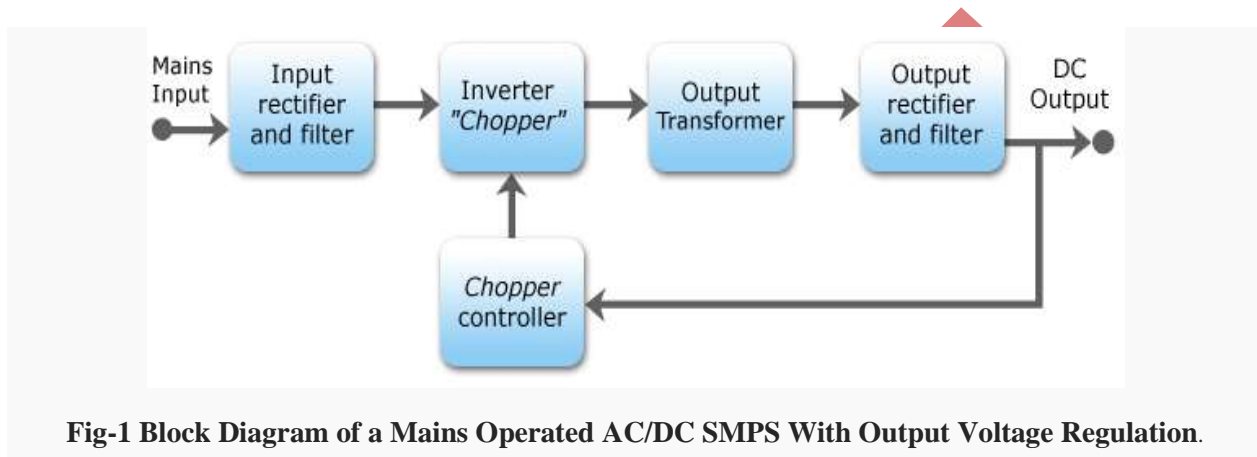 Mains
Input
Input
rectifier
and filter
Inverter
"Chopper"
Output
Transformer
Output
rectifier
and filter
DC
Output
Chopper
controller
Fig-1 Block Diagram of a Mains Operated AC/DC SMPS With Output Voltage Regulation.